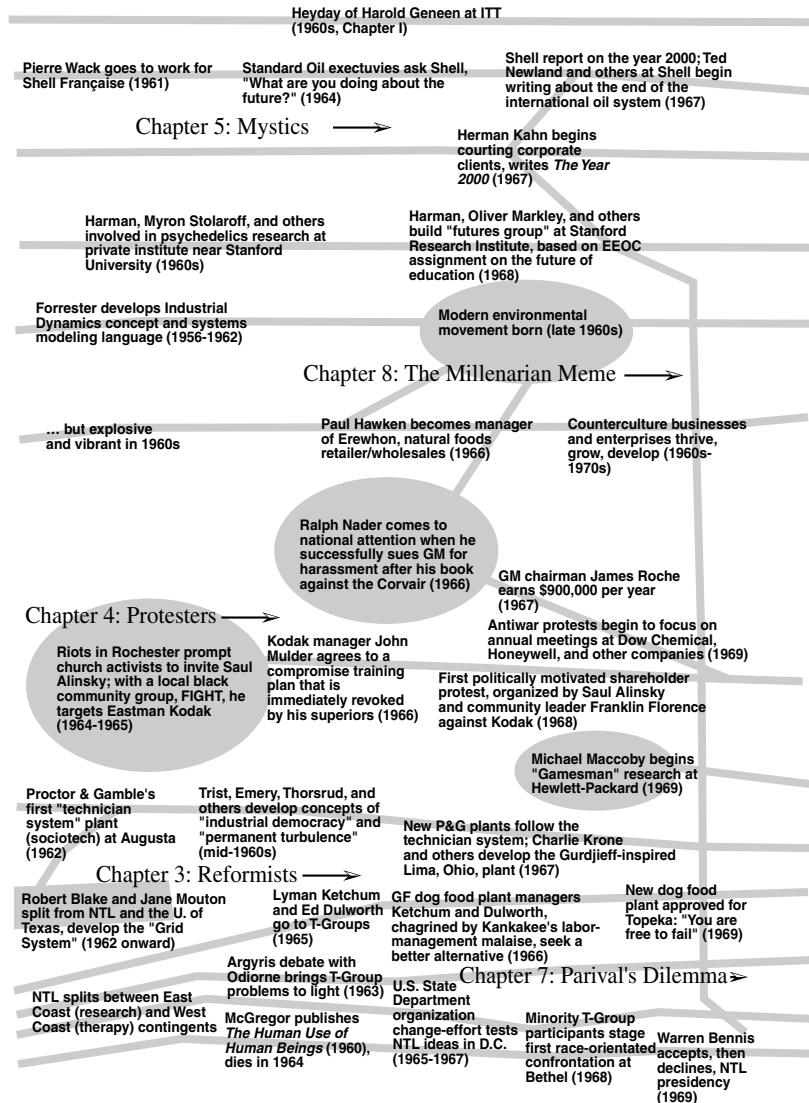 Heyday of Harold Geneen at ITT
(1960s, Chapter I)
Pierre Wack goes to work for
Shell Française (1961)
Standard Oil exectuvies ask Shell,
"What are you doing about the
future?" (1964)
Shell report on the year 2000; Ted
Newland and others at Shell begin
writing about the end of the
international oil system (1967)
Chapter 5: Mystics
Herman Kahn begins
courting corporate
clients, writes The Year
2000 (1967)
Harman, Myron Stolaroff, and others
involved in psychedelics research at
private institute near Stanford
University (1960s)
Harman, Oliver Markley, and others
build "futures group" at Stanford
Research Institute, based on EEOC
assignment on the future of
education (1968)
Forrester develops Industrial
Dynamics concept and systems
modeling language (1956-1962)
Modern environmental
movement born (late 1960s)
Chapter 8: The Millenarian Meme
... but explosive
and vibrant in 1960s
Paul Hawken becomes manager
of Erewhon, natural foods
retailer/wholesales (1966)
Counterculture businesses
and enterprises thrive,
grow, develop (1960s-
1970s)
Ralph Nader comes to
national attention when he
successfully sues GM for
harassment after his book
against the Corvair (1966)
GM chairman James Roche
earns $900,000 per year
(1967)
Chapter 4: Protesters
Antiwar protests begin to focus on
annual meetings at Dow Chemical,
Honeywell, and other companies (1969)
Riots in Rochester prompt
church activists to invite Saul
Alinsky; with a local black
community group, FIGHT, he
targets Eastman Kodak
(1964-1965)
Kodak manager John
Mulder agrees to a
compromise training
plan that is
immediately revoked
by his superiors (1966)
First politically motivated shareholder
protest, organized by Saul Alinsky
and community leader Franklin Florence
against Kodak (1968)
Michael Maccoby begins
"Gamesman" research at
Hewlett-Packard (1969)
Proctor & Gamble's
first "technician
system" plant
(sociotech) at Augusta
(1962)
Trist, Emery, Thorsrud, and
others develop concepts of
"industrial democracy" and
"permanent turbulence"
(mid-1960s)
New P&G plants follow the
technician system; Charlie Krone
and others develop the Gurdjieff-inspired
Lima, Ohio, plant (1967)
Chapter 3: Reformists
Robert Blake and Jane Mouton
split from NTL and the U. of
Texas, develop the "Grid
System" (1962 onward)
Lyman Ketchum
and Ed Dulworth
go to T-Groups
(1965)
GF dog food plant managers
Ketchum and Dulworth,
chagrined by Kankakee's labor-
management malaise, seek a
better alternative (1966)
New dog food
plant approved for
Topeka: "You are
free to fail" (1969)
Argyris debate with
Odiorne brings T-Group
problems to light (1963)
Chapter 7: Parival's Dilemma
NTL splits between East
Coast (research) and West
Coast (therapy) contingents
McGregor publishes
The Human Use of
Human Beings (1960),
dies in 1964
U.S. State
Department
organization
change-effort tests
NTL ideas in D.C.
(1965-1967)
Minority T-Group
participants stage
first race-orientated
confrontation at
Bethel (1968)
Warren Bennis
accepts, then
declines, NTL
presidency
(1969)